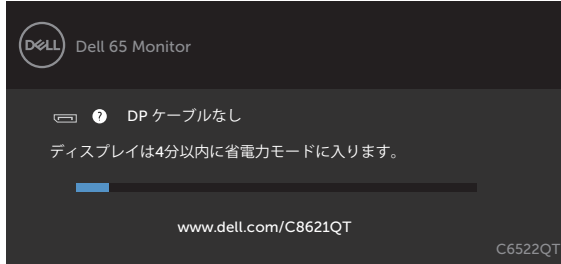 DELL
Dell 65 Monitor
? DP ケーブルなし
ディスプレイは4分以内に省電力モードに入ります。
www.dell.com/C8621QT
C6522QT